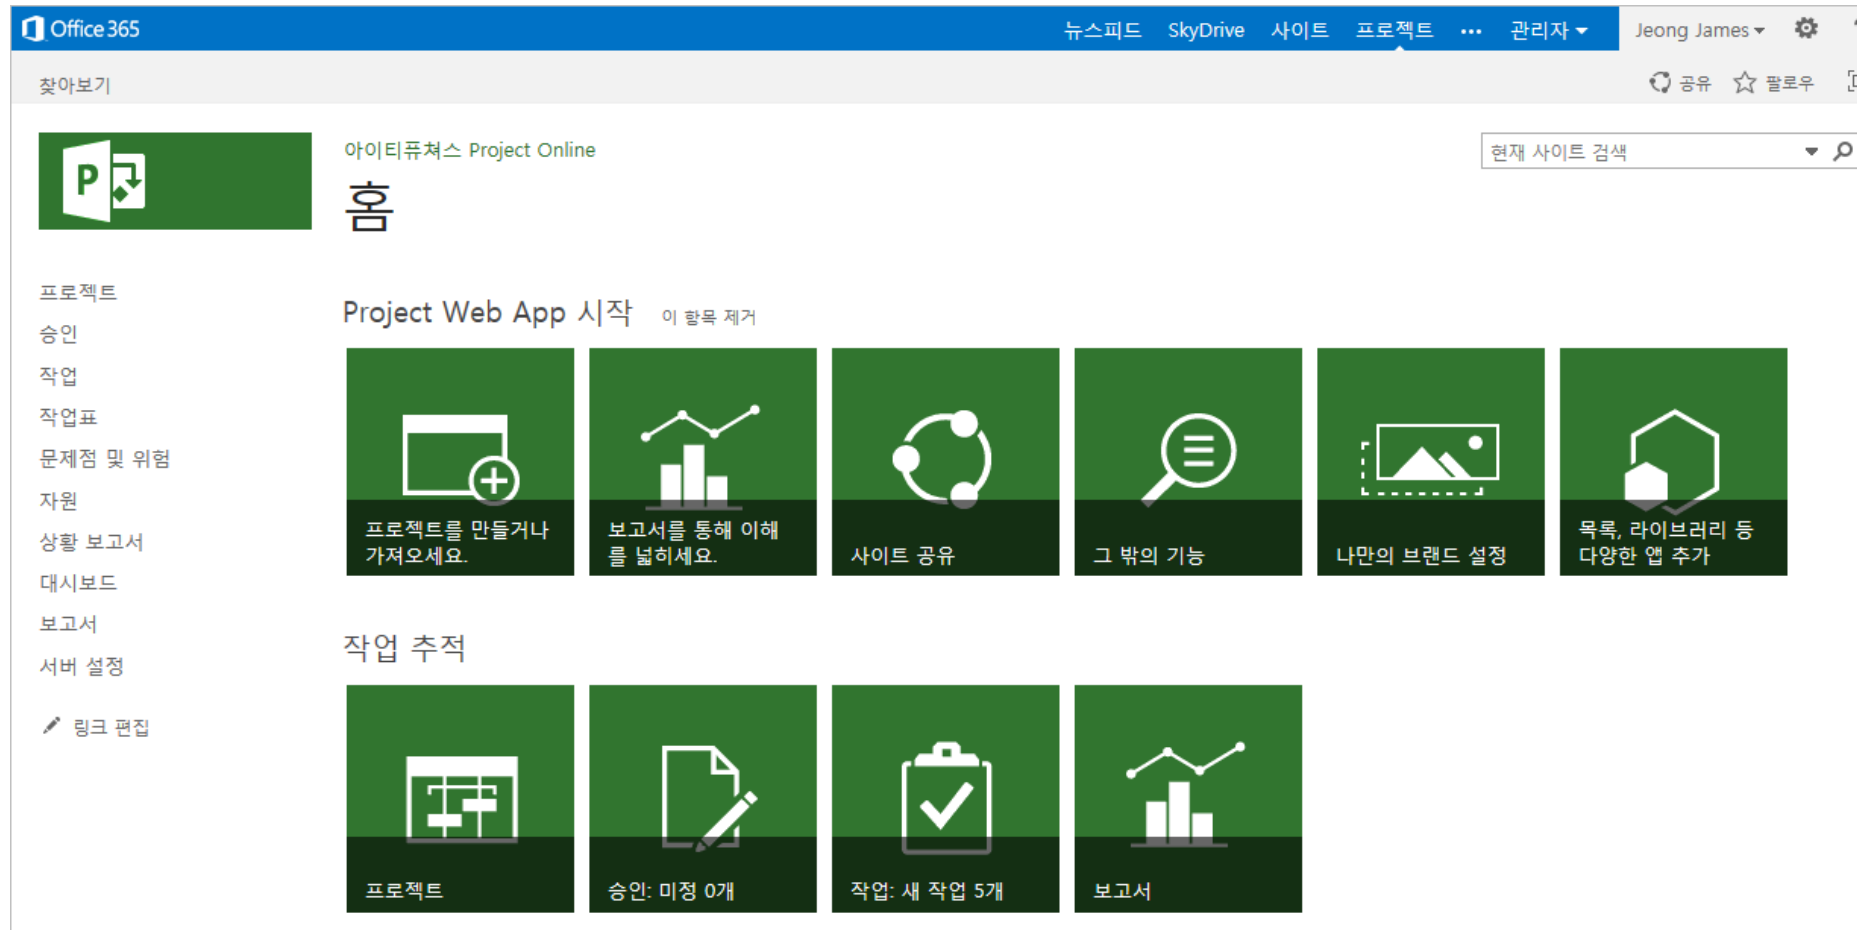 Office 365
뉴스피드 SkyDrive 사이트 프로젝트 ••• 관리자 Jeong James
찾아보기
공유 팔로우
P
아이티퓨쳐스 Project Online
현재 사이트 검색
홈
프로젝트
승인
작업
작업표
문제점 및 위험
자원
상황 보고서
대시보드
보고서
서버 설정
링크 편집
Project Web App 시작 이 항목 제거
프로젝트를 만들거나
가져오세요.
보고서를 통해 이해
를 넓히세요.
사이트 공유
그 밖의 기능
나만의 브랜드 설정
목록, 라이브러리 등
다양한 앱 추가
작업 추적
프로젝트
승인: 미정 0개
작업: 새 작업 5개
보고서